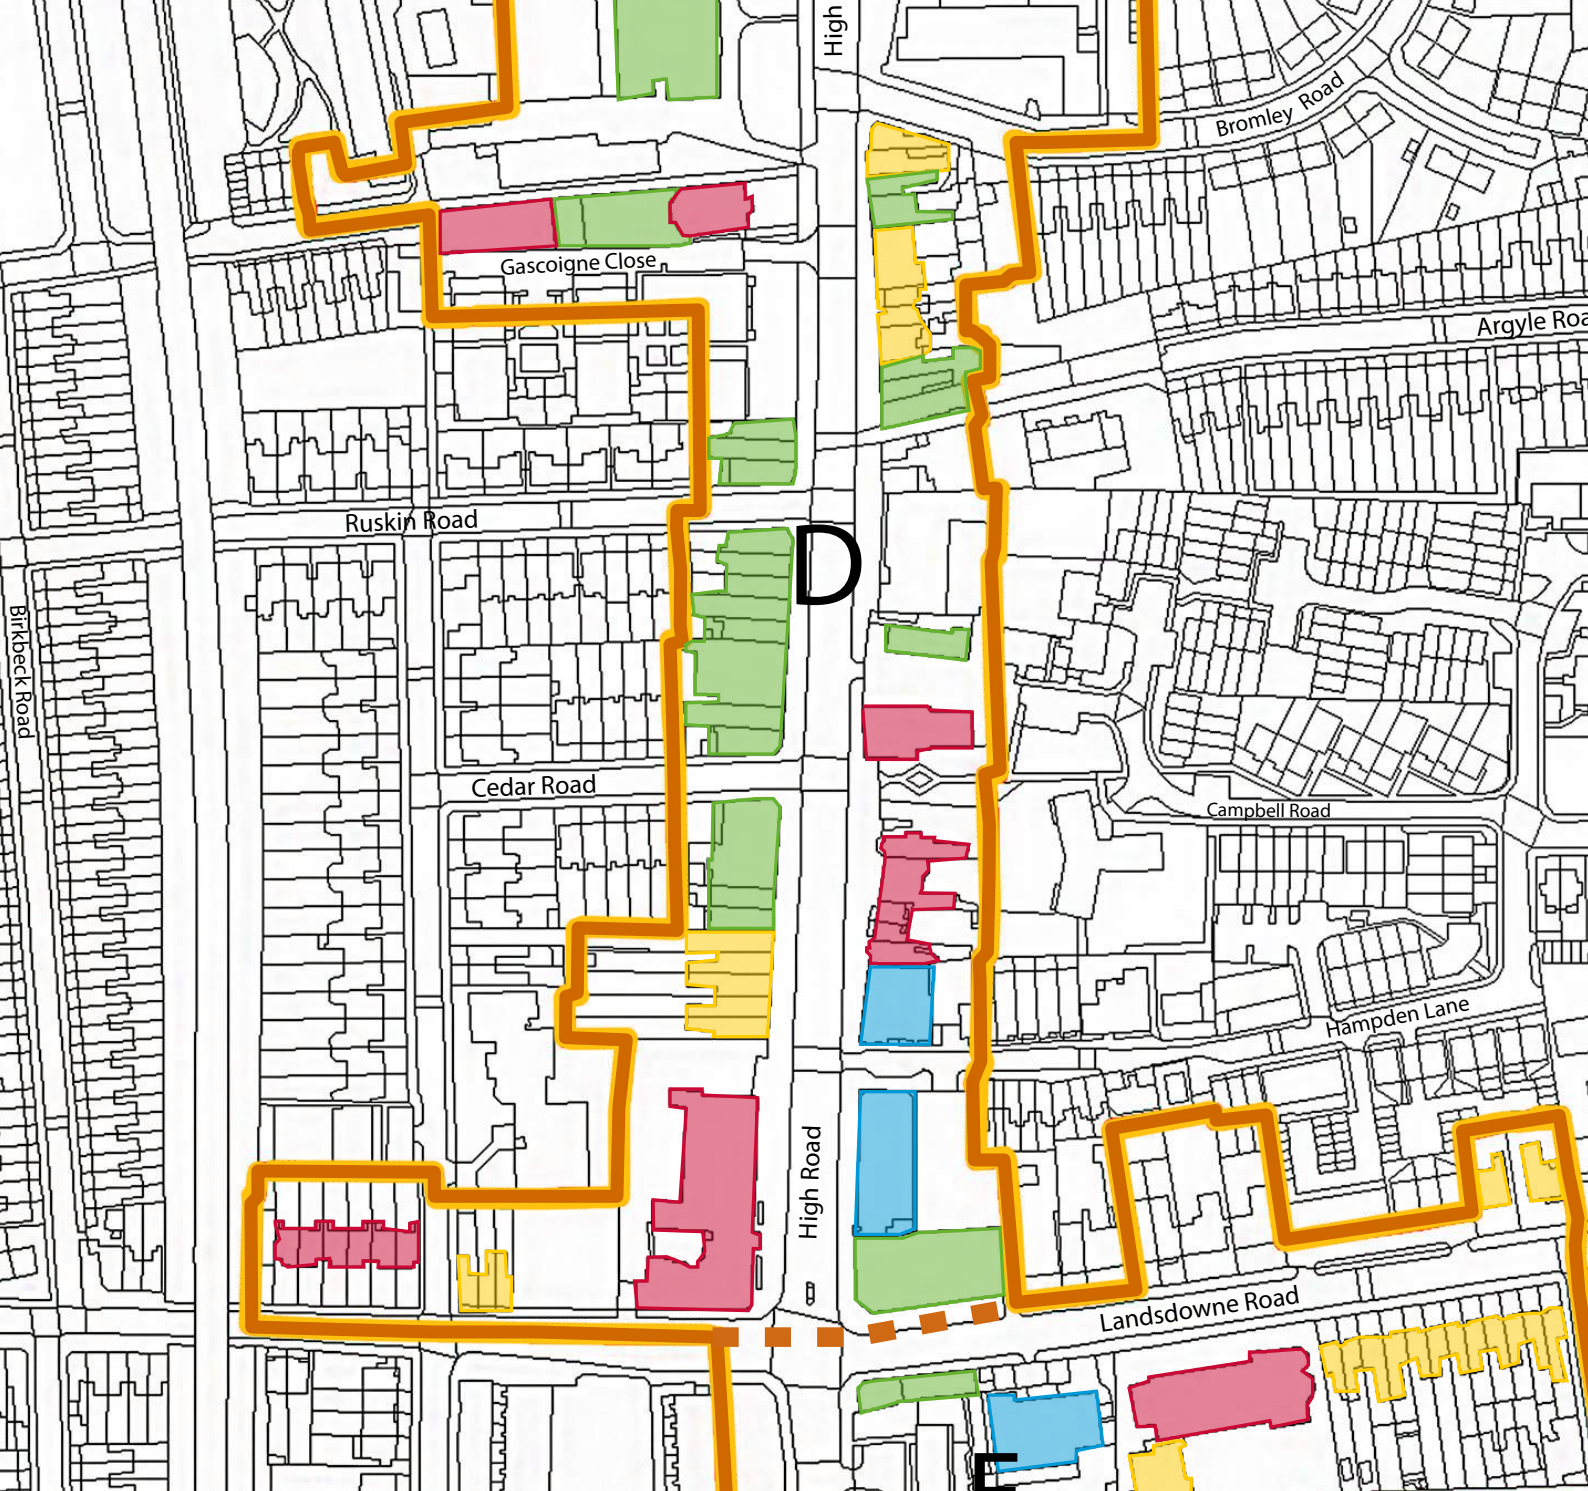 High
Bromley Road
Gascoigne Close
Argyle Roa
Ruskin Road
D
Birkbeck Road
Cedar Road
Campbell Road
Hampden Lane
High Road
Landsdowne Road